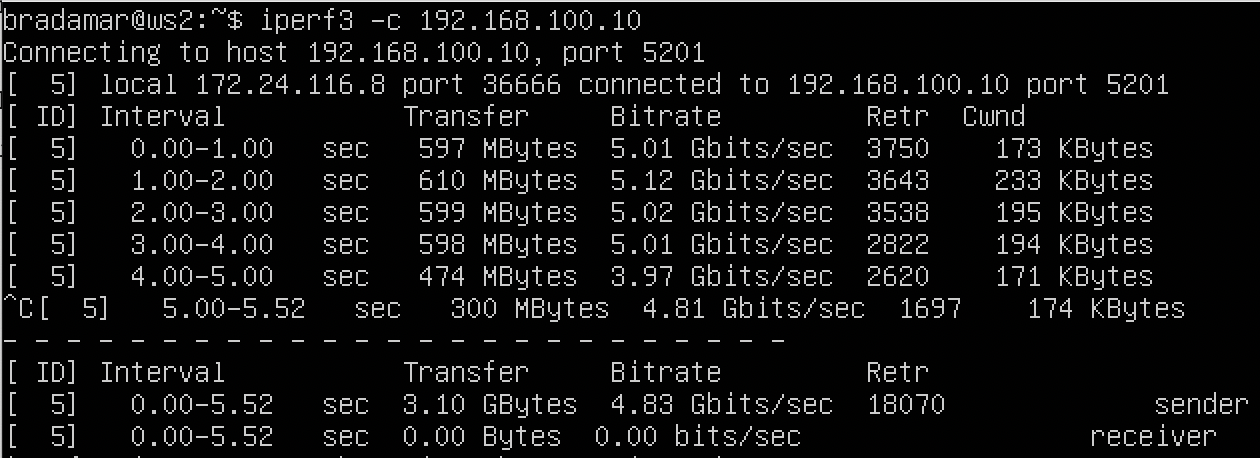 bradamar@ws2:~$ iperf3 -c 192.168.100.10
Connecting to host 192.168.100.10, port 5201
[  5] local 172.24.116.8 port 36666 connected to 192.168.100.10 port 5201
[ ID] Interval           Transfer     Bitrate         Retr  Cwnd
[  5]   0.00-1.00   sec   597 MBytes  5.01 Gbits/sec  3750    173 KBytes
[  5]   1.00-2.00   sec   610 MBytes  5.12 Gbits/sec  3643    233 KBytes
[  5]   2.00-3.00   sec   599 MBytes  5.02 Gbits/sec  3538    195 KBytes
[  5]   3.00-4.00   sec   598 MBytes  5.01 Gbits/sec  2822    194 KBytes
[  5]   4.00-5.00   sec   474 MBytes  3.97 Gbits/sec  2620    171 KBytes
^C[  5]   5.00-5.52   sec   300 MBytes  4.81 Gbits/sec  1697    174 KBytes
- - - - - - - - - - - - - - - - - - - - - - - - -
[ ID] Interval           Transfer     Bitrate         Retr
[  5]   0.00-5.52   sec  3.10 GBytes  4.83 Gbits/sec  18070             sender
[  5]   0.00-5.52   sec  0.00 Bytes  0.00 bits/sec                  receiver